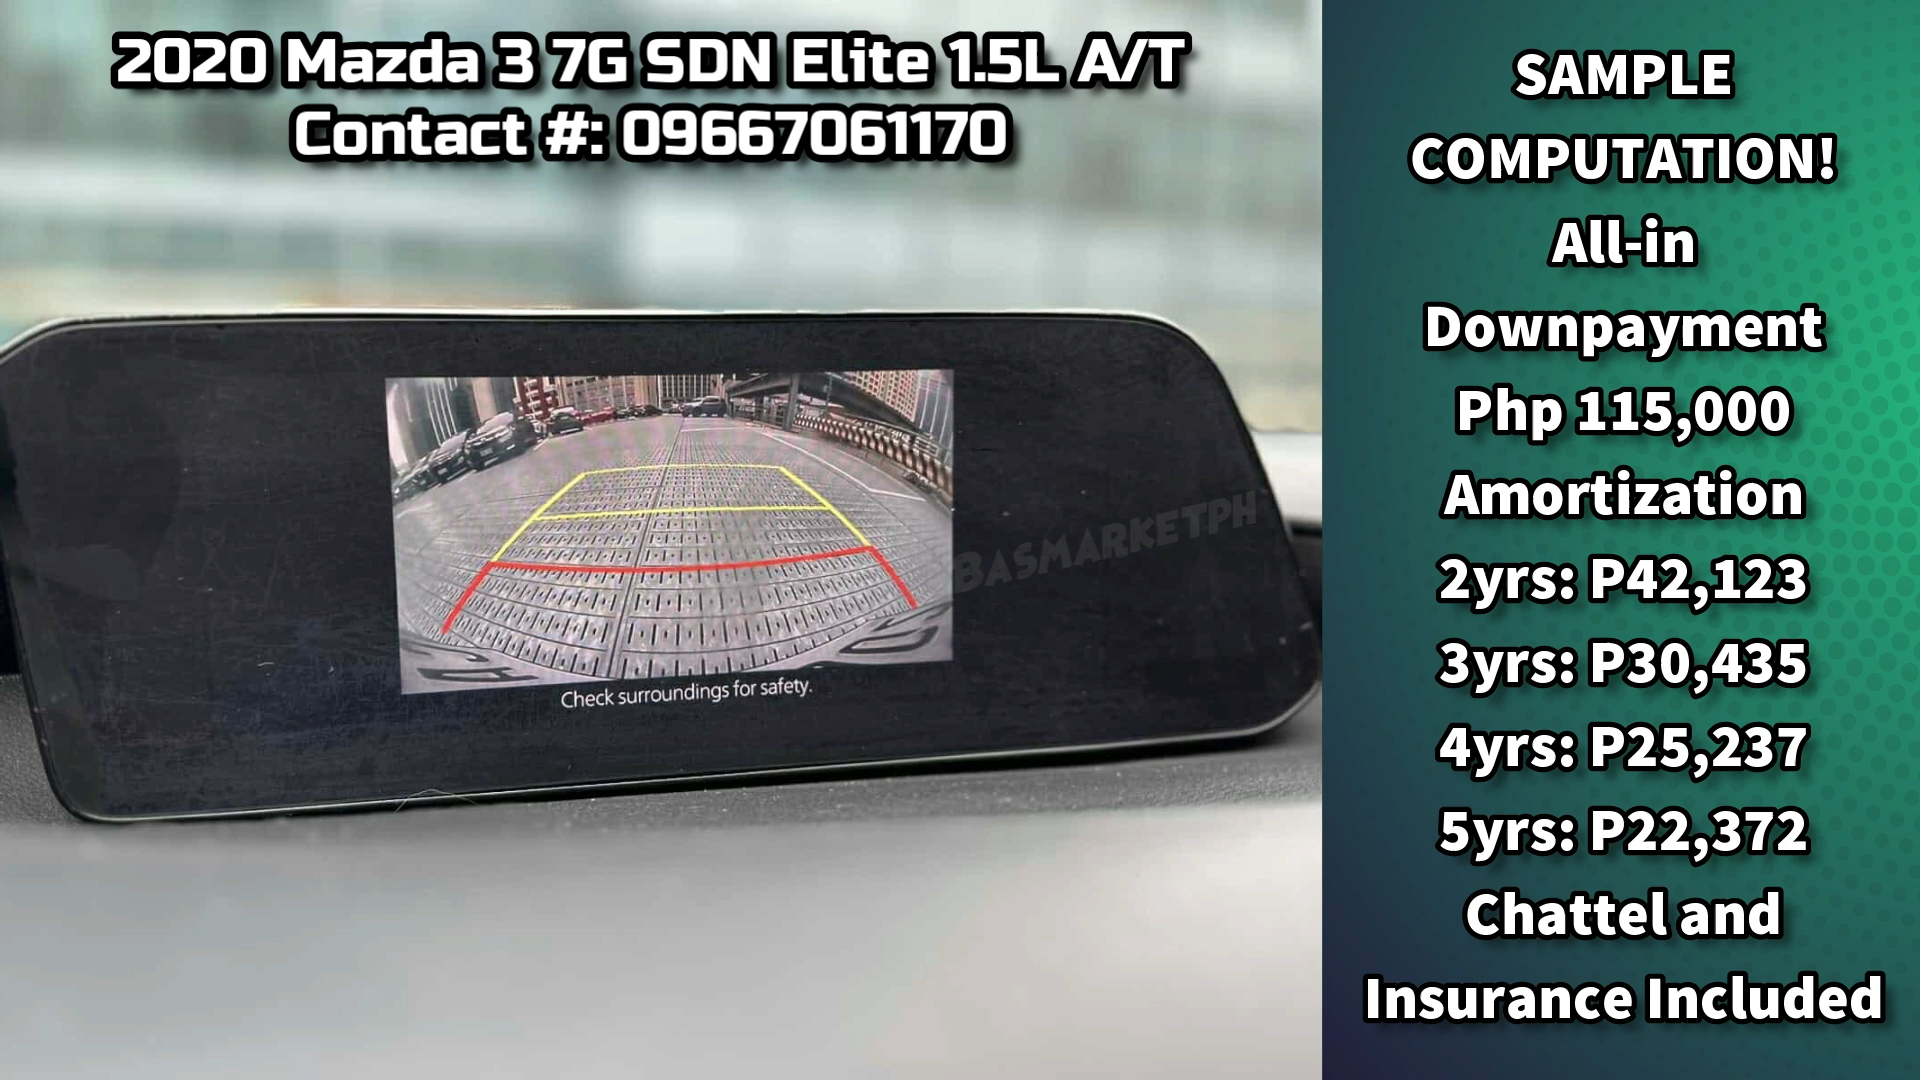 2020 Mazda 3 7G SDN Elite 1.5L A/T
Contact #: 09667061170
Check surroundings for safety.
BASMARKETPH
SAMPLE
COMPUTATION!
All-in
Downpayment
Php 115,000
Amortization
2yrs: P42,123
3yrs: P30,435
4yrs: P25,237
5yrs: P22,372
Chattel and
Insurance Included